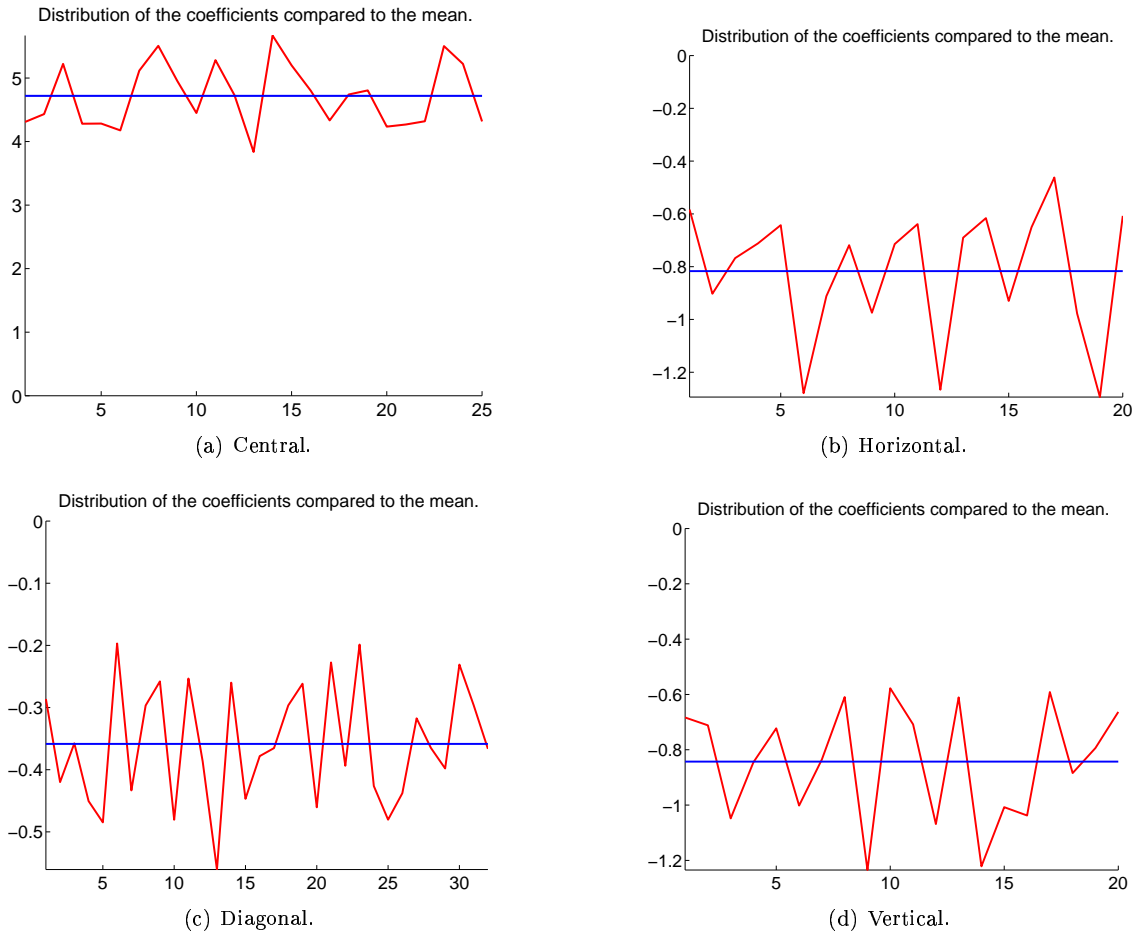 Distribution of the coefficients compared to the mean.
5
4
3
2
1
0
5 10 15 20 25
(a) Central.
Distribution of the coefficients compared to the mean.
0
−0.2
−0.4
−0.6
−0.8
−1
−1.2
5 10 15 20
(b) Horizontal.
Distribution of the coefficients compared to the mean.
0
−0.1
−0.2
−0.3
−0.4
−0.5
5 10 15 20 25 30
(c) Diagonal.
Distribution of the coefficients compared to the mean.
0
−0.2
−0.4
−0.6
−0.8
−1
−1.2
5 10 15 20
(d) Vertical.